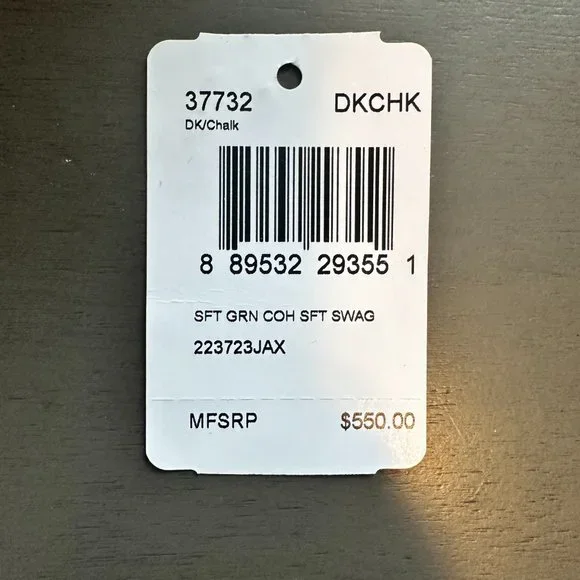 37732 DKCHK
DK/Chalk
8 89532 29355 1
SFT GRN COH SFT SWAG
223723JAX
MFSRP $550.00